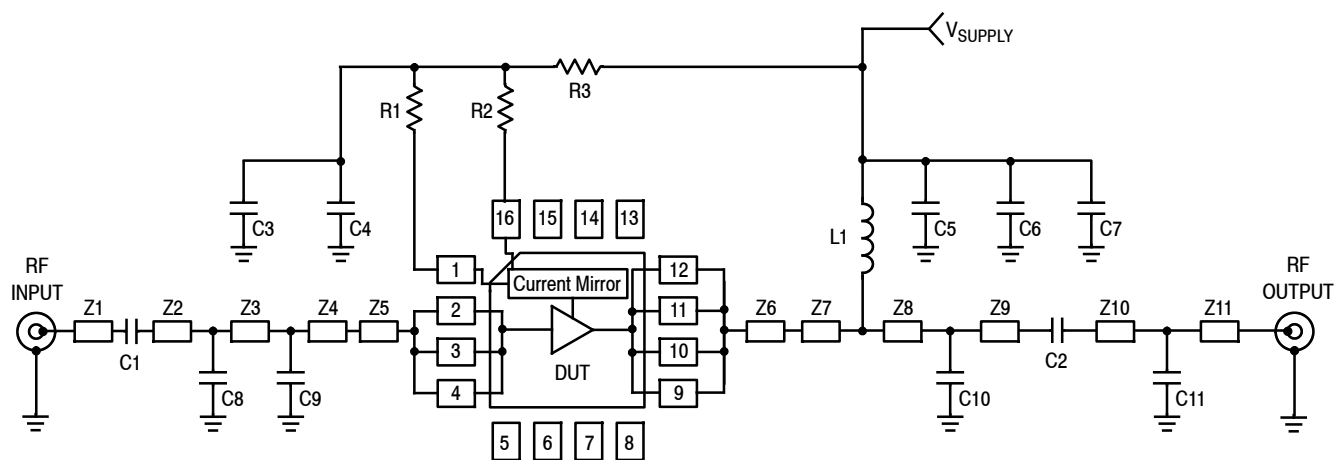 VSUPPLY
R3
R1
R2
C3
C4
16
15
14
13
L1
C5
C6
C7
RF
INPUT
1
Current Mirror
12
RF
OUTPUT
Z1
Z2
Z3
Z4
Z5
2
11
Z6
Z7
Z8
Z9
Z10
Z11
C1
3
10
C2
DUT
C8
C9
4
9
C10
C11
5
6
7
8